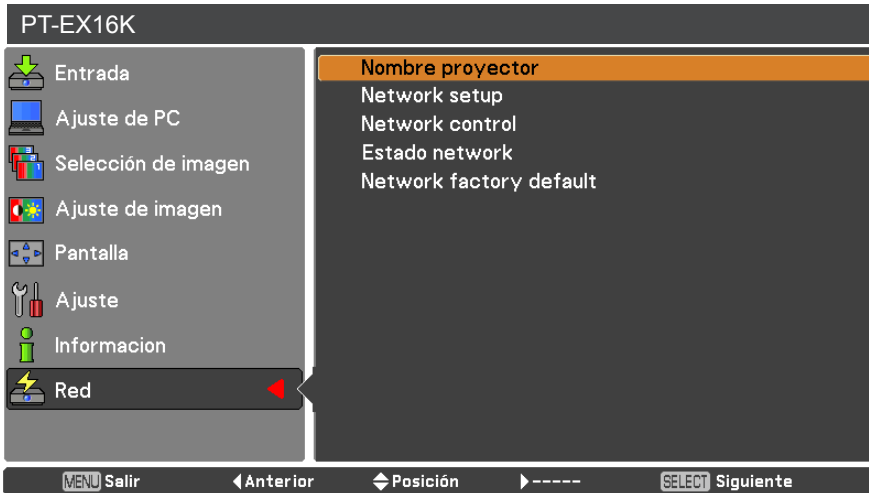 PT-EX16K
Entrada
Ajuste de PC
Selección de imagen
Ajuste de imagen
Pantalla
Ajuste
Informacion
Red
Nombre proyector
Network setup
Network control
Estado network
Network factory default
MENU Salir ◀Anterior ◆Posición ▶----- SELECT Siguiente